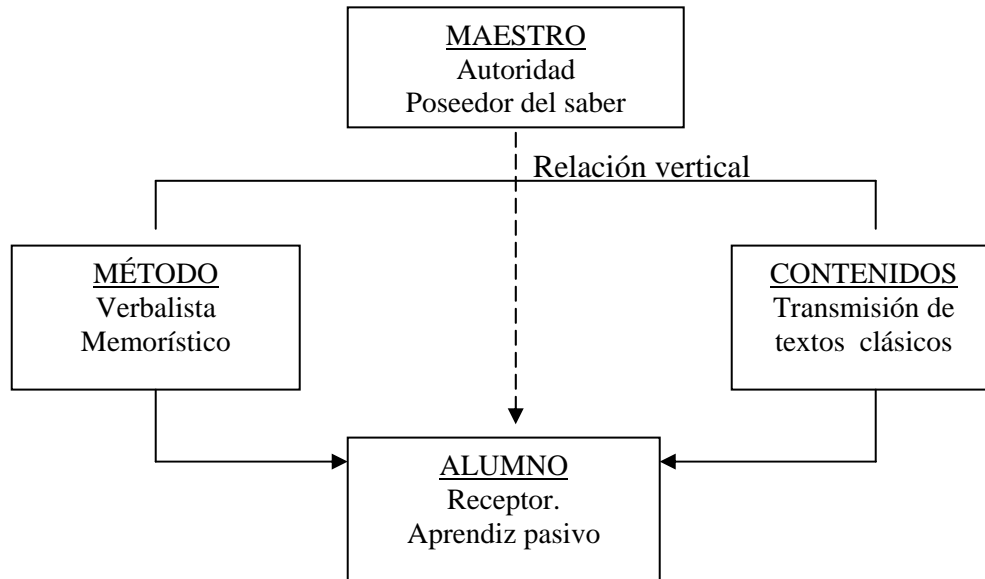 MAESTRO
Autoridad
Poseedor del saber
Relación vertical
MÉTODO
Verbalista
Memorístico
CONTENIDOS
Transmisión de
textos clásicos
ALUMNO
Receptor.
Aprendiz pasivo